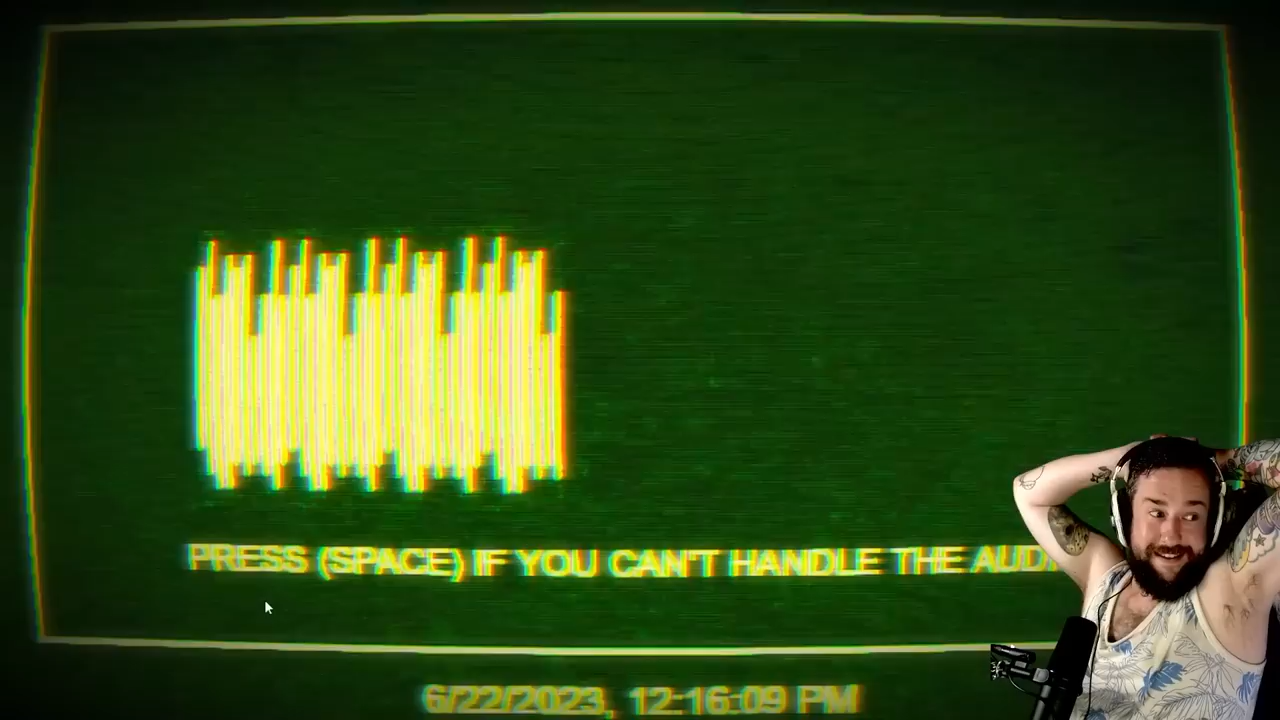 PRESS (SPACE) IF YOU CAN'T HANDLE THE
6/22/2023, 12:16:09 PM